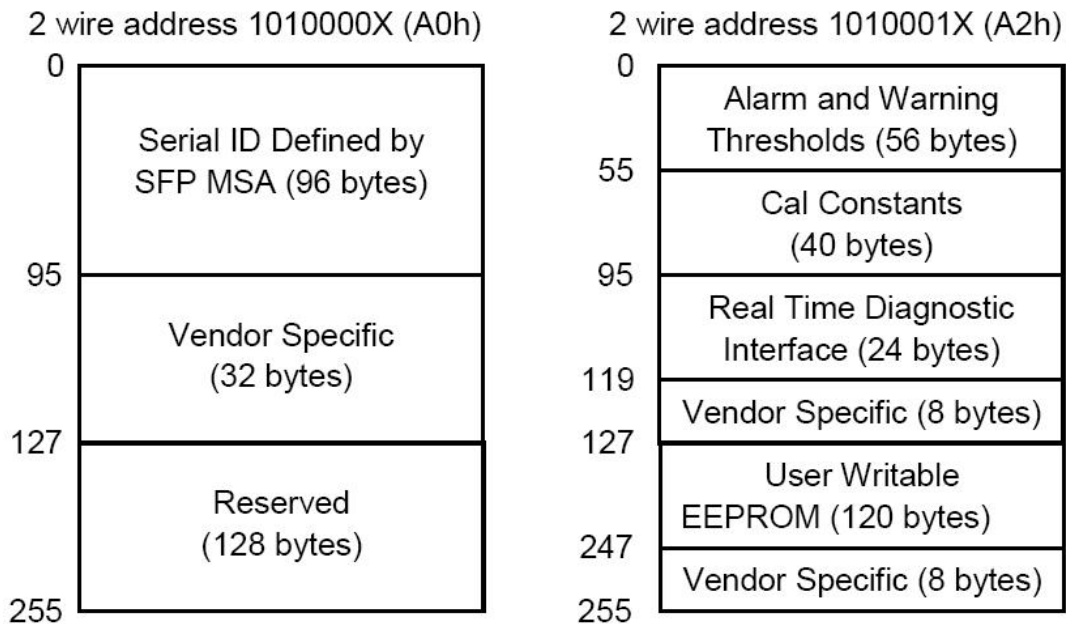 2 wire address 1010000X (A0h)
0
Serial ID Defined by
SFP MSA (96 bytes)
95
Vendor Specific
(32 bytes)
127
Reserved
(128 bytes)
255
2 wire address 1010001X (A2h)
0
Alarm and Warning
Thresholds (56 bytes)
55
Cal Constants
(40 bytes)
95
Real Time Diagnostic
Interface (24 bytes)
119
Vendor Specific (8 bytes)
127
User Writable
EEPROM (120 bytes)
247
Vendor Specific (8 bytes)
255